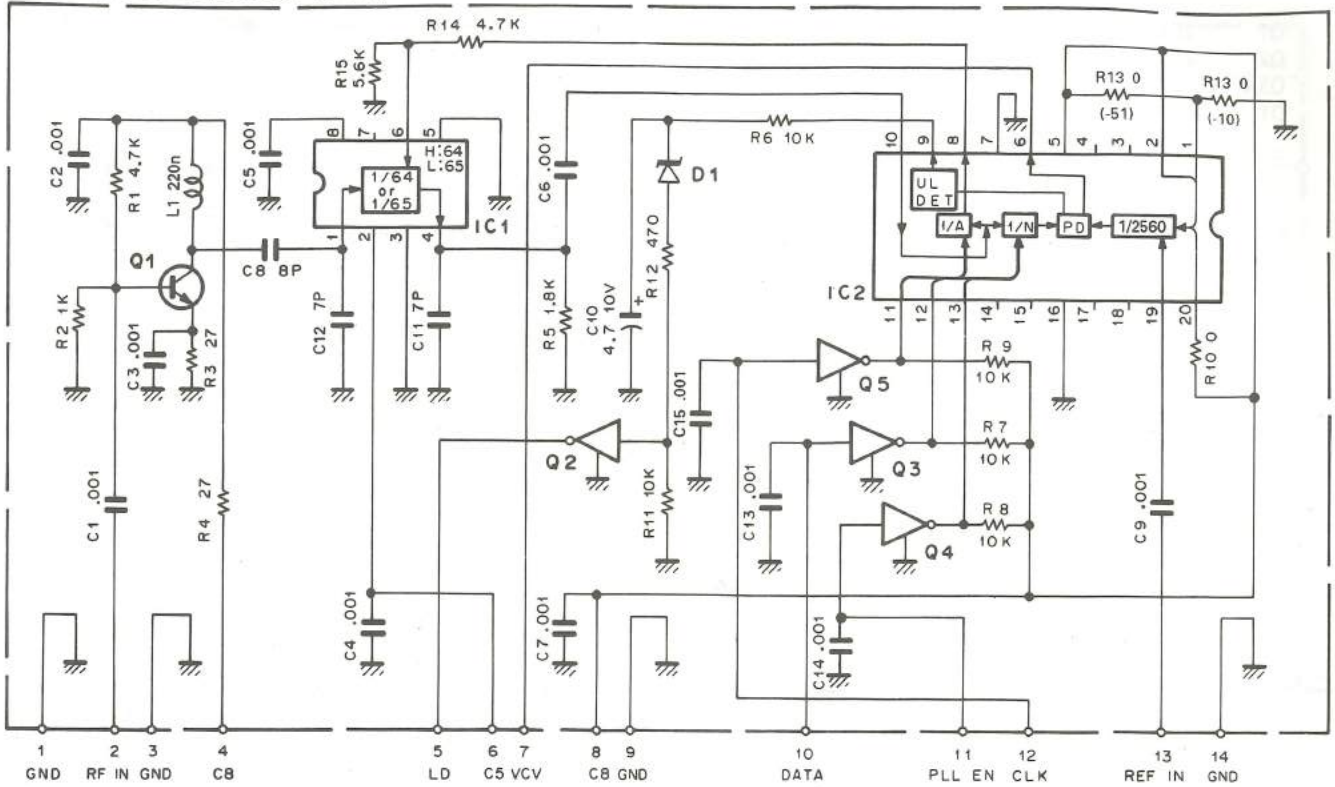 R14 4.7K
R15 5.6K
C2 .001
R1 4.7K
L1 220n
C5 .001
8 7 6 5
H:64
L:65
1/64
or
1/65
IC1
1 2 3 4
C6 .001
R6 10K
D1
10 9 8 7 6 5 4 3 2 1
R13 0
(-51)
R13 0
(-10)
UL
DET
1/A
1/N
PD
1/2560
IC2
11 12 13 14 15 16 17 18 19 20
Q1
C8 8P
R2 1K
C3 .001
R3 27
C12 7P
C11 7P
R5 1.8K
C10
4.7 10V
+
R12 470
C15 .001
Q5
R9
10K
R10 0
Q2
R11 10K
C13 .001
Q3
R7
10K
Q4
R8
10K
C9 .001
C1 .001
R4 27
C4 .001
C7 .001
C14 .001
1 2 3 4 5 6 7 8 9 10 11 12 13 14
GND RF IN GND C8 LD C5 VCV C8 GND DATA PLL EN CLK REF IN GND